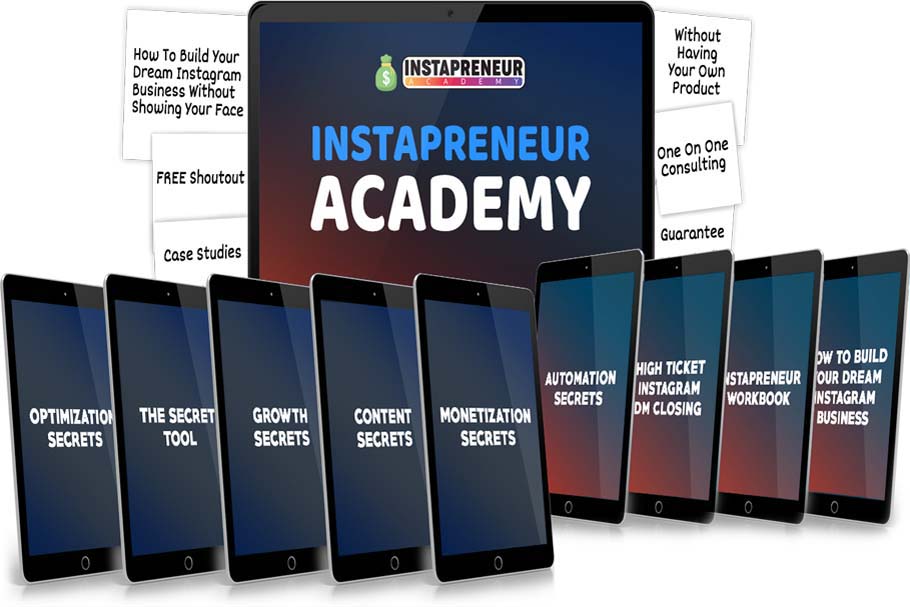 How To Build Your
Dream Instagram
Business Without
Showing Your Face
FREE Shoutout
Case Studies
INSTAPRENEUR
ACADEMY
INSTAPRENEUR
ACADEMY
Without
Having
Your Own
Product
One On One
Consulting
Guarantee
OPTIMIZATION
SECRETS
THE SECRET
TOOL
GROWTH
SECRETS
CONTENT
SECRETS
MONETIZATION
SECRETS
AUTOMATION
SECRETS
HIGH TICKET
INSTAGRAM
DM CLOSING
INSTAPRENEUR
WORKBOOK
HOW TO BUILD
YOUR DREAM
INSTAGRAM
BUSINESS